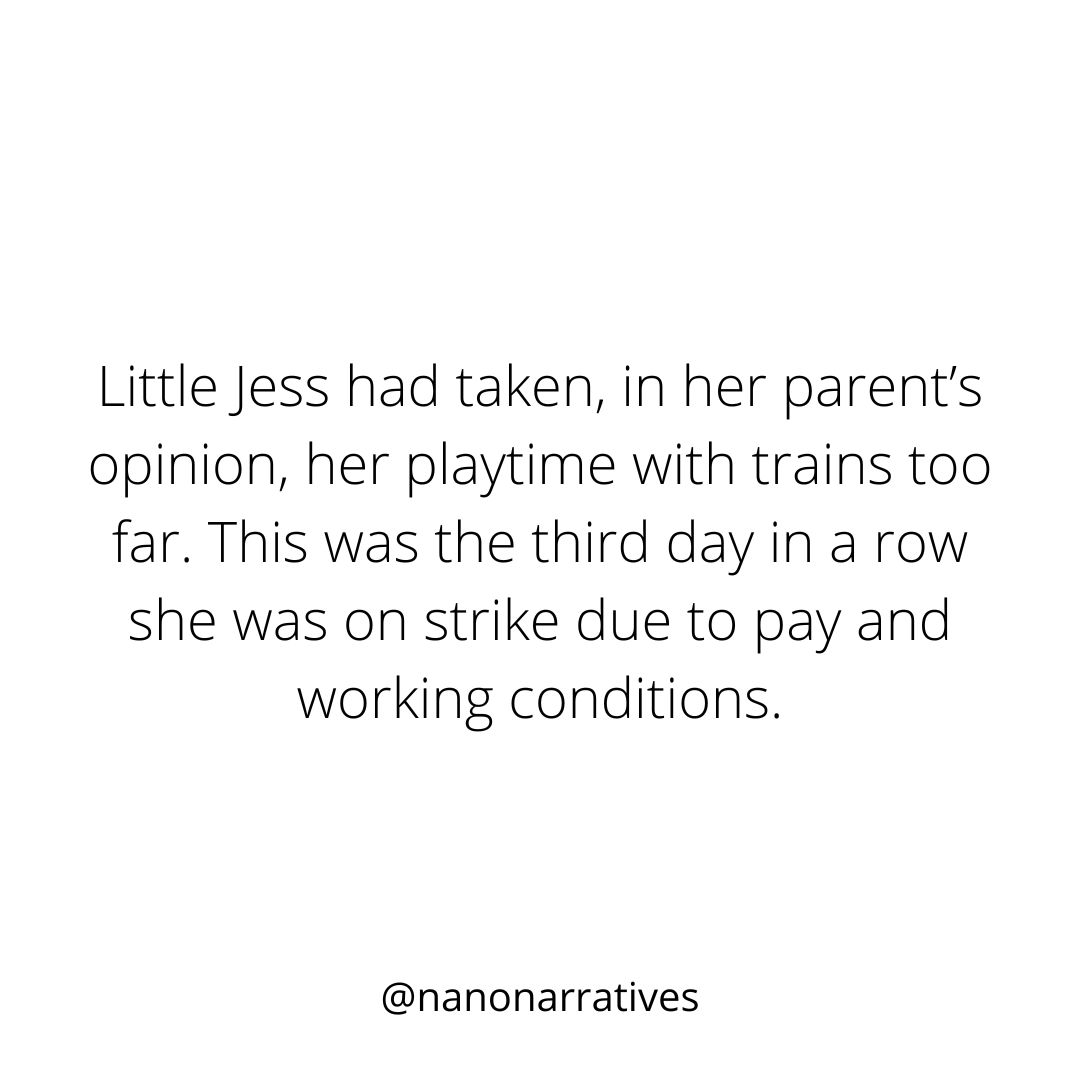 Little Jess had taken, in her parent’s
opinion, her playtime with trains too
far. This was the third day in a row
she was on strike due to pay and
working conditions.
@nanonarratives